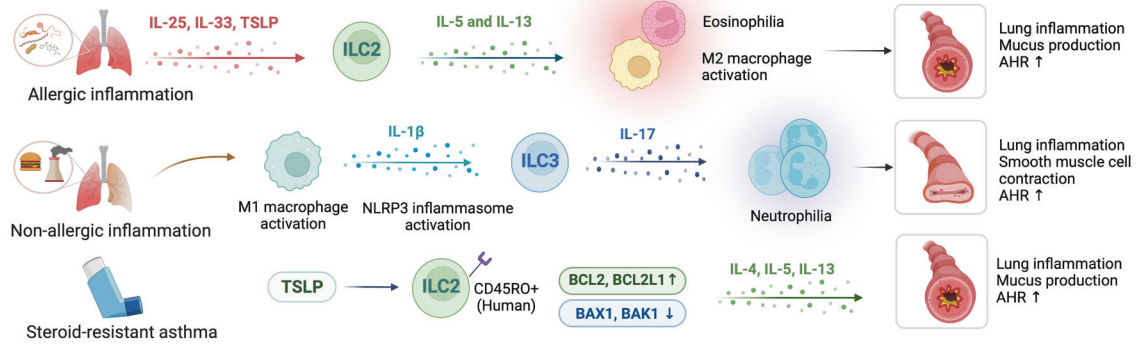 IL-25, IL-33, TSLP
ILC2
IL-5 and IL-13
Eosinophilia
M2 macrophage
activation
Lung inflammation
Mucus production
AHR ↑
Allergic inflammation
M1 macrophage
activation
IL-1β
NLRP3 inflammasome
activation
ILC3
IL-17
Neutrophilia
Lung inflammation
Smooth muscle cell
contraction
AHR ↑
Non-allergic inflammation
TSLP
ILC2
CD45RO+
(Human)
BCL2, BCL2L1 ↑
BAX1, BAK1 ↓
IL-4, IL-5, IL-13
Lung inflammation
Mucus production
AHR ↑
Steroid-resistant asthma